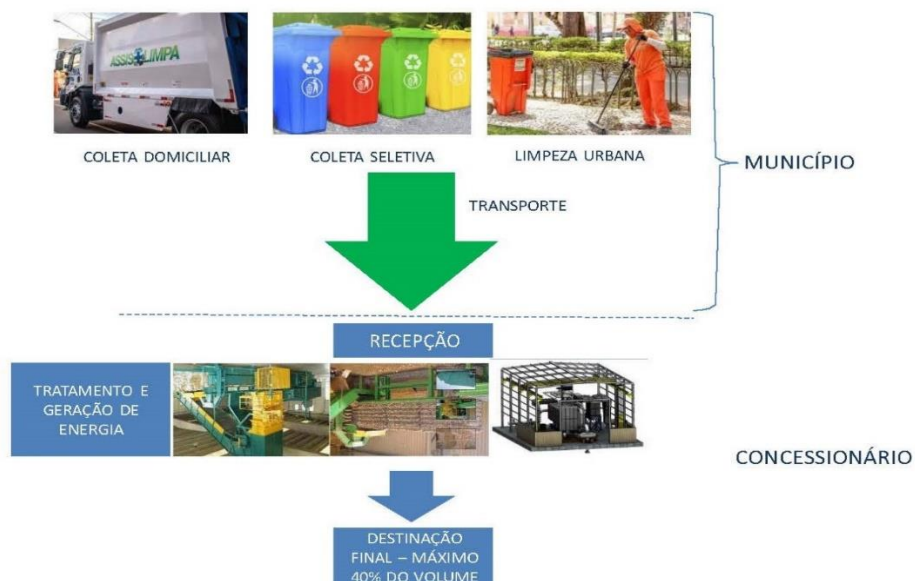 ASSIS LIMPA
COLETA DOMICILIAR
COLETA SELETIVA
LIMPEZA URBANA
MUNICÍPIO
TRANSPORTE
RECEPÇÃO
TRATAMENTO E
GERAÇÃO DE
ENERGIA
CONCESSIONÁRIO
DESTINAÇÃO
FINAL – MÁXIMO
40% DO VOLUME